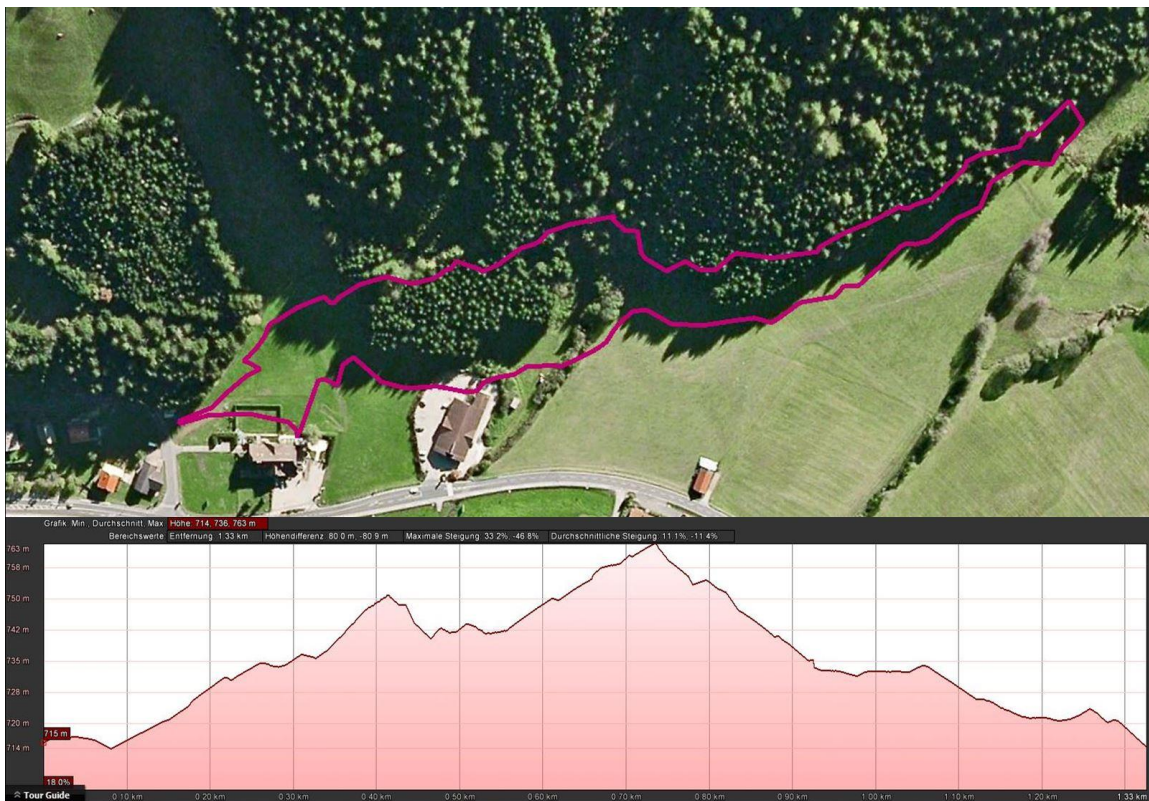 Grafik: Min., Durchschnitt, Max. Höhe: 714, 736, 763 m
Bereichswerte: Entfernung: 1.33 km Höhendifferenz: 80.0 m, -80.9 m Maximale Steigung: 33.2%, -46.8% Durchschnittliche Steigung: 11.1%, -11.4%
763 m
758 m
750 m
742 m
735 m
728 m
720 m
715 m
714 m
18.0%
Tour Guide
0.10 km
0.20 km
0.30 km
0.40 km
0.50 km
0.60 km
0.70 km
0.80 km
0.90 km
1.00 km
1.10 km
1.20 km
1.33 km